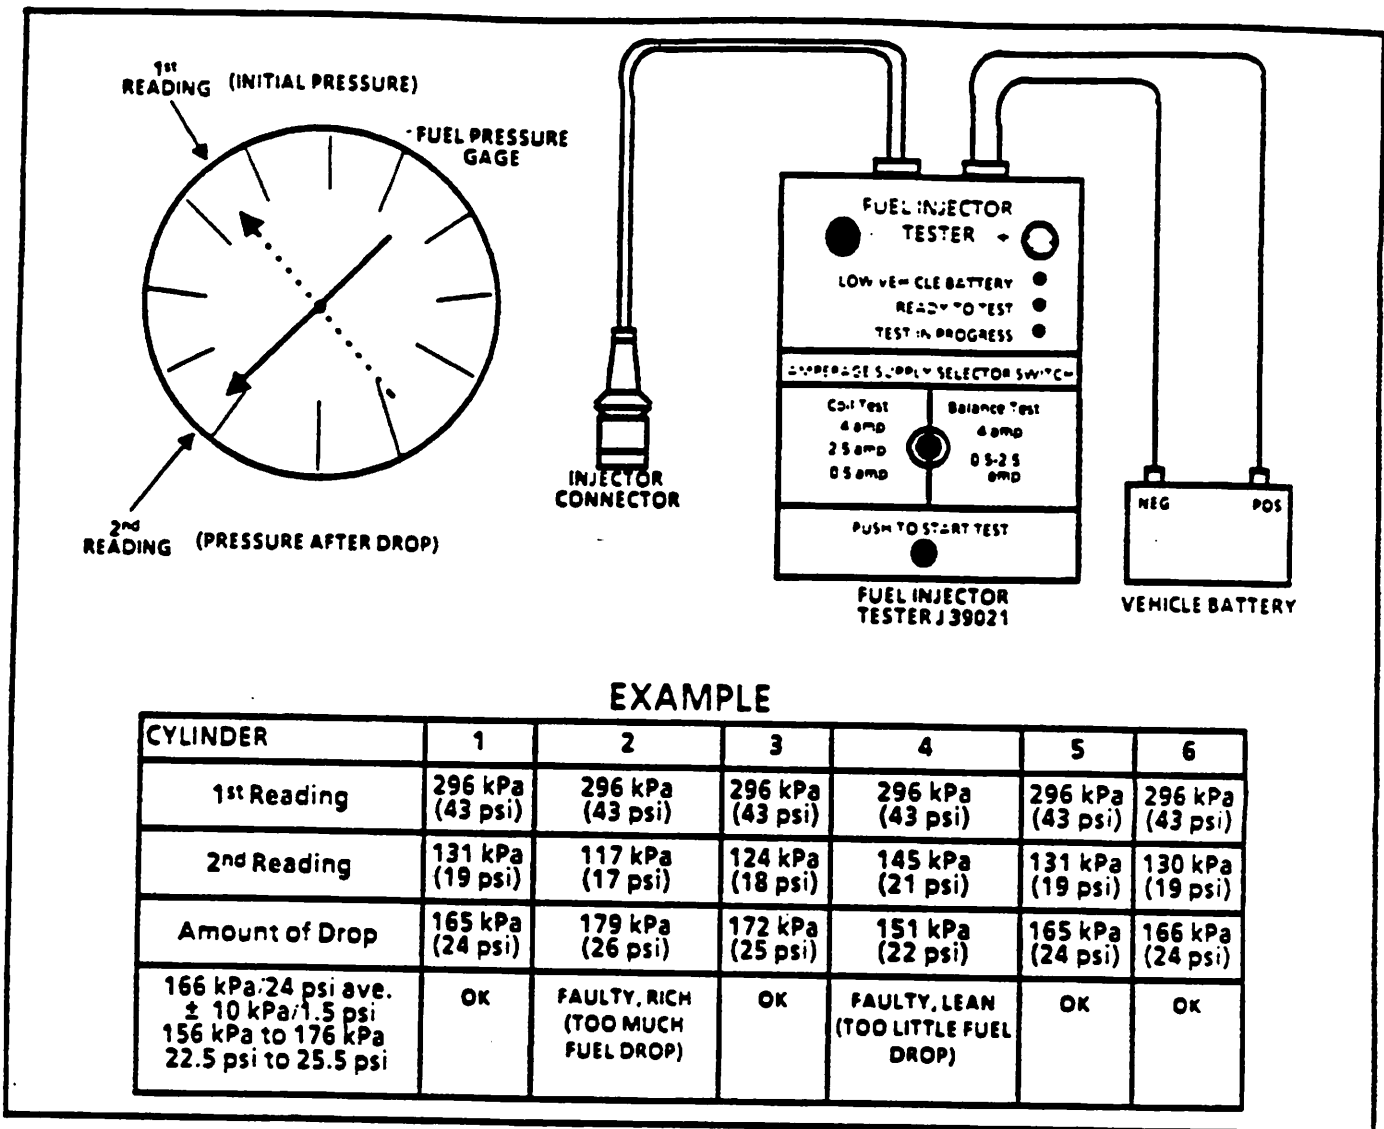 1st
READING (INITIAL PRESSURE)
FUEL PRESSURE
GAGE
2nd
READING (PRESSURE AFTER DROP)
INJECTOR
CONNECTOR
FUEL INJECTOR
TESTER +
LOW VEHICLE BATTERY
READY TO TEST
TEST IN PROGRESS
AMPERAGE SUPPLY SELECTOR SWITCH
Coil Test
4 amp
2.5 amp
0.5 amp
Balance Test
4 amp
0.5-2.5
amp
PUSH TO START TEST
FUEL INJECTOR
TESTER J 39021
NEG POS
VEHICLE BATTERY
EXAMPLE
CYLINDER 1 2 3 4 5 6
1st Reading 296 kPa (43 psi) 296 kPa (43 psi) 296 kPa (43 psi) 296 kPa (43 psi) 296 kPa (43 psi) 296 kPa (43 psi)
2nd Reading 131 kPa (19 psi) 117 kPa (17 psi) 124 kPa (18 psi) 145 kPa (21 psi) 131 kPa (19 psi) 130 kPa (19 psi)
Amount of Drop 165 kPa (24 psi) 179 kPa (26 psi) 172 kPa (25 psi) 151 kPa (22 psi) 165 kPa (24 psi) 166 kPa (24 psi)
166 kPa/24 psi ave.
± 10 kPa/1.5 psi
156 kPa to 176 kPa
22.5 psi to 25.5 psi
OK
FAULTY, RICH
(TOO MUCH
FUEL DROP)
OK
FAULTY, LEAN
(TOO LITTLE FUEL
DROP)
OK
OK